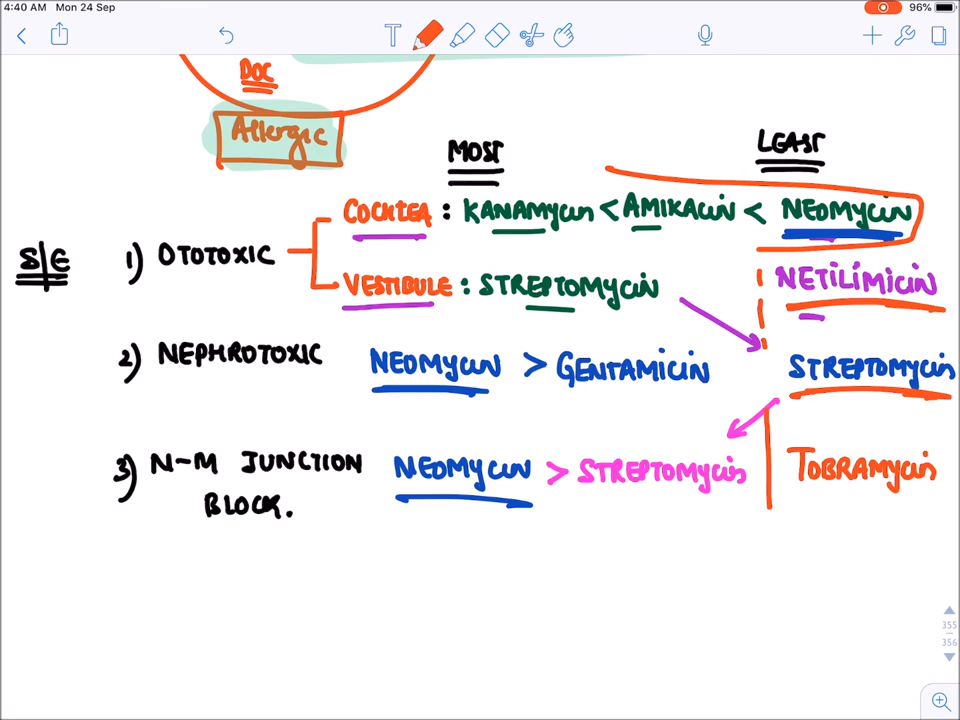 4:40 AM Mon 24 Sep
96%
T
DOC
Allergic
MOST
LEAST
S/E
1) OTOTOXIC
COCHLEA : KANAMYCIN < AMIKACIN < NEOMYCIN
VESTIBULE : STREPTOMYCIN
NETILIMICIN
2) NEPHROTOXIC NEOMYCIN > GENTAMICIN STREPTOMYCIN
3) N-M JUNCTION BLOCK. NEOMYCIN > STREPTOMYCIN TOBRAMYCIN
355
356